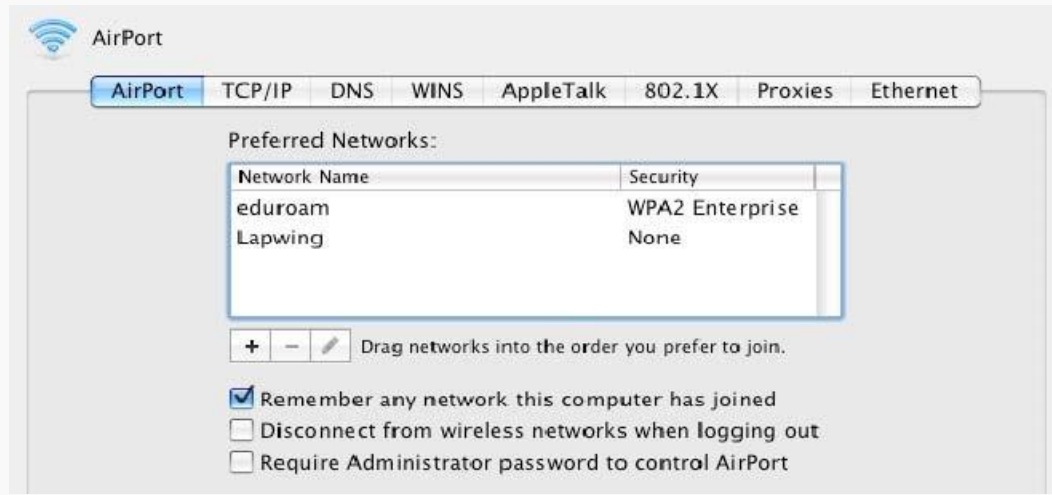 AirPort
AirPort TCP/IP DNS WINS AppleTalk 802.1X Proxies Ethernet
Preferred Networks:
Network Name Security
eduroam WPA2 Enterprise
Lapwing None
+ − Drag networks into the order you prefer to join.
Remember any network this computer has joined
Disconnect from wireless networks when logging out
Require Administrator password to control AirPort